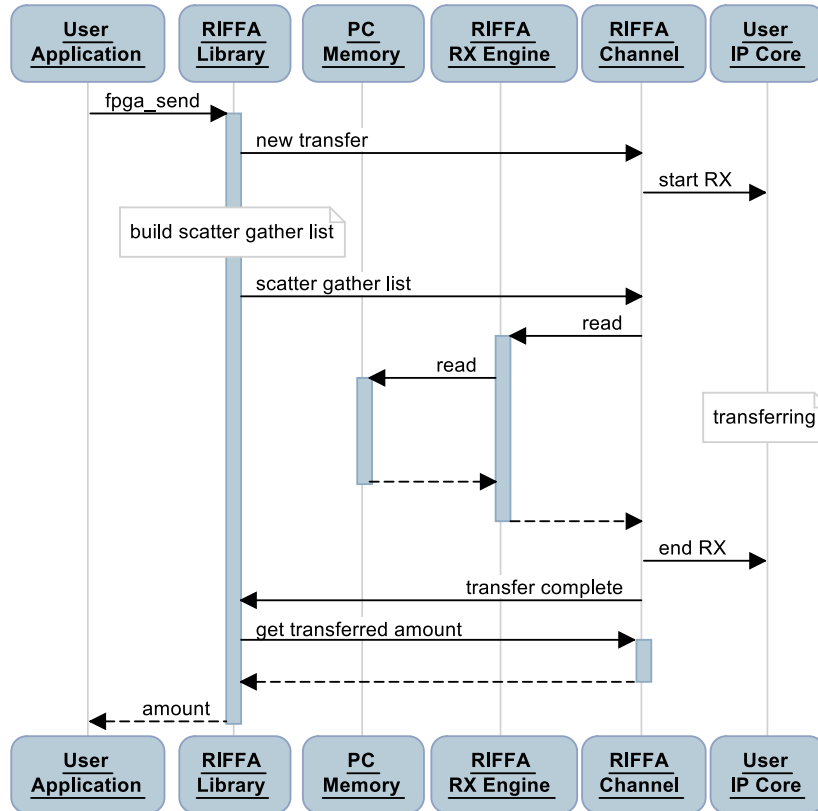 User
Application
RIFFA
Library
PC
Memory
RIFFA
RX Engine
RIFFA
Channel
User
IP Core
fpga_send
new transfer
start RX
build scatter gather list
scatter gather list
read
read
transferring
end RX
transfer complete
get transferred amount
amount
User
Application
RIFFA
Library
PC
Memory
RIFFA
RX Engine
RIFFA
Channel
User
IP Core